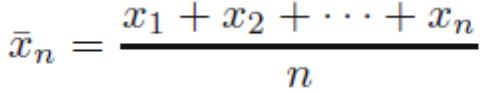 x̄ₙ = (x₁ + x₂ + · · · + xₙ) / n